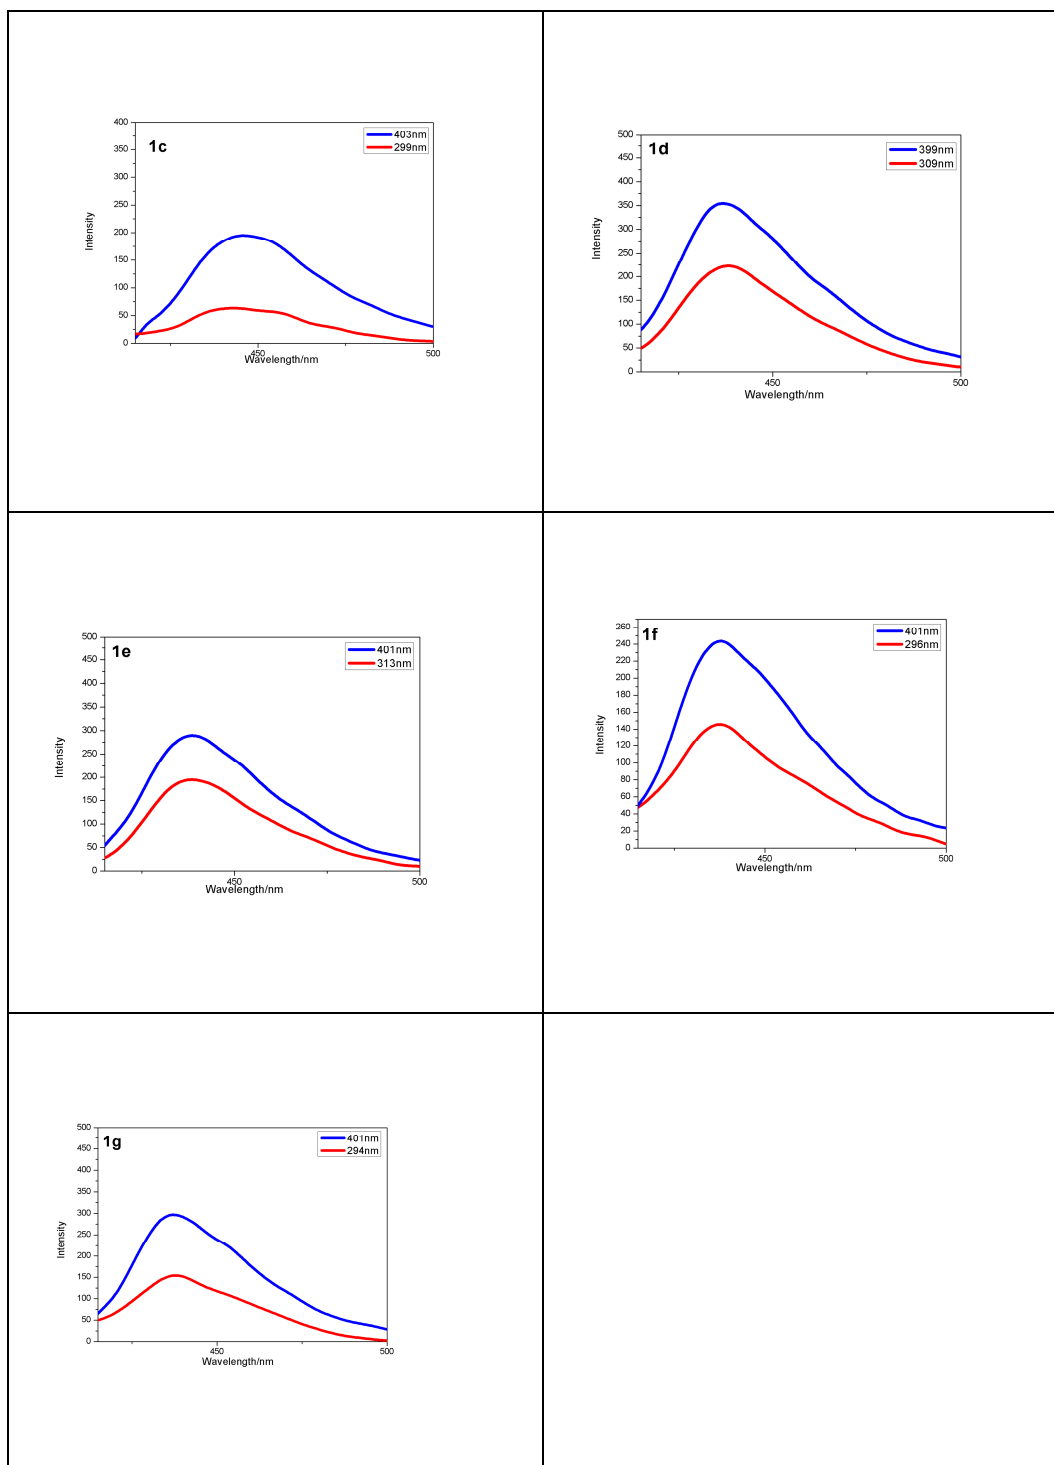 1c
403nm
299nm
400
350
300
250
200
150
100
50
0
Intensity
450
500
Wavelength/nm
1d
399nm
309nm
500
450
400
350
300
250
200
150
100
50
0
Intensity
450
500
Wavelength/nm
1e
401nm
313nm
500
450
400
350
300
250
200
150
100
50
0
Intensity
450
500
Wavelength/nm
1f
401nm
296nm
260
240
220
200
180
160
140
120
100
80
60
40
20
0
Intensity
450
500
Wavelength/nm
1g
401nm
294nm
500
450
400
350
300
250
200
150
100
50
0
Intensity
450
500
Wavelength/nm